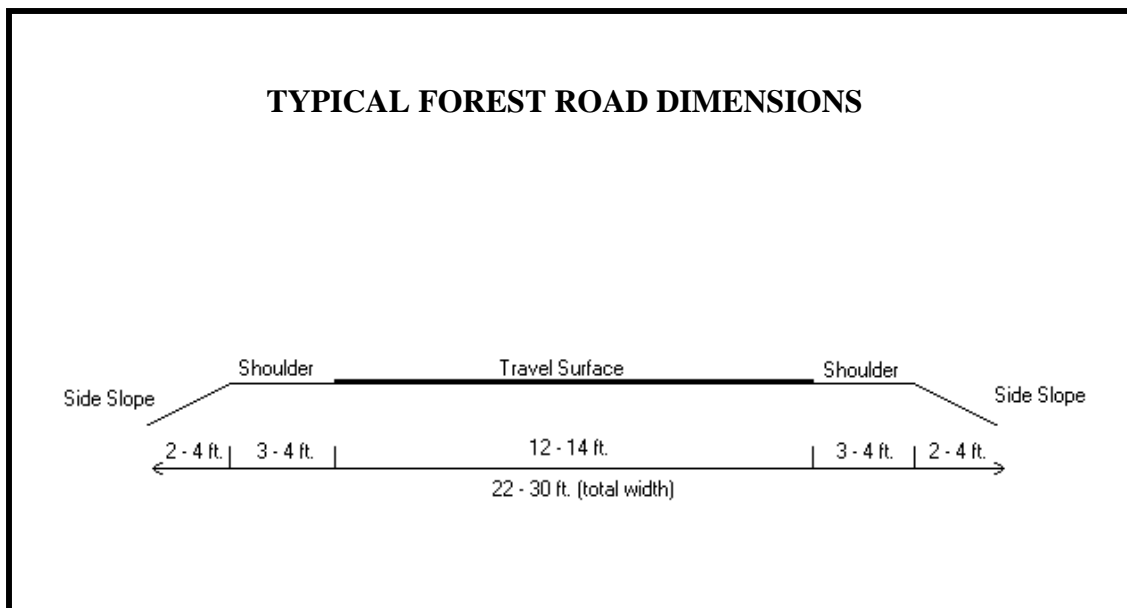 TYPICAL FOREST ROAD DIMENSIONS
Shoulder Travel Surface Shoulder
Side Slope Side Slope
2 - 4 ft. 3 - 4 ft. 12 - 14 ft. 3 - 4 ft. 2 - 4 ft.
22 - 30 ft. (total width)